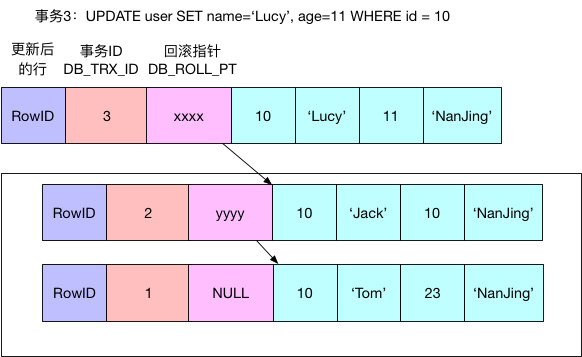 事务3：UPDATE user SET name=‘Lucy’, age=11 WHERE id = 10
更新后的行 事务ID DB_TRX_ID 回滚指针 DB_ROLL_PT
RowID 3 xxxx 10 ‘Lucy’ 11 ‘NanJing’
RowID 2 yyyy 10 ‘Jack’ 10 ‘NanJing’
RowID 1 NULL 10 ‘Tom’ 23 ‘NanJing’